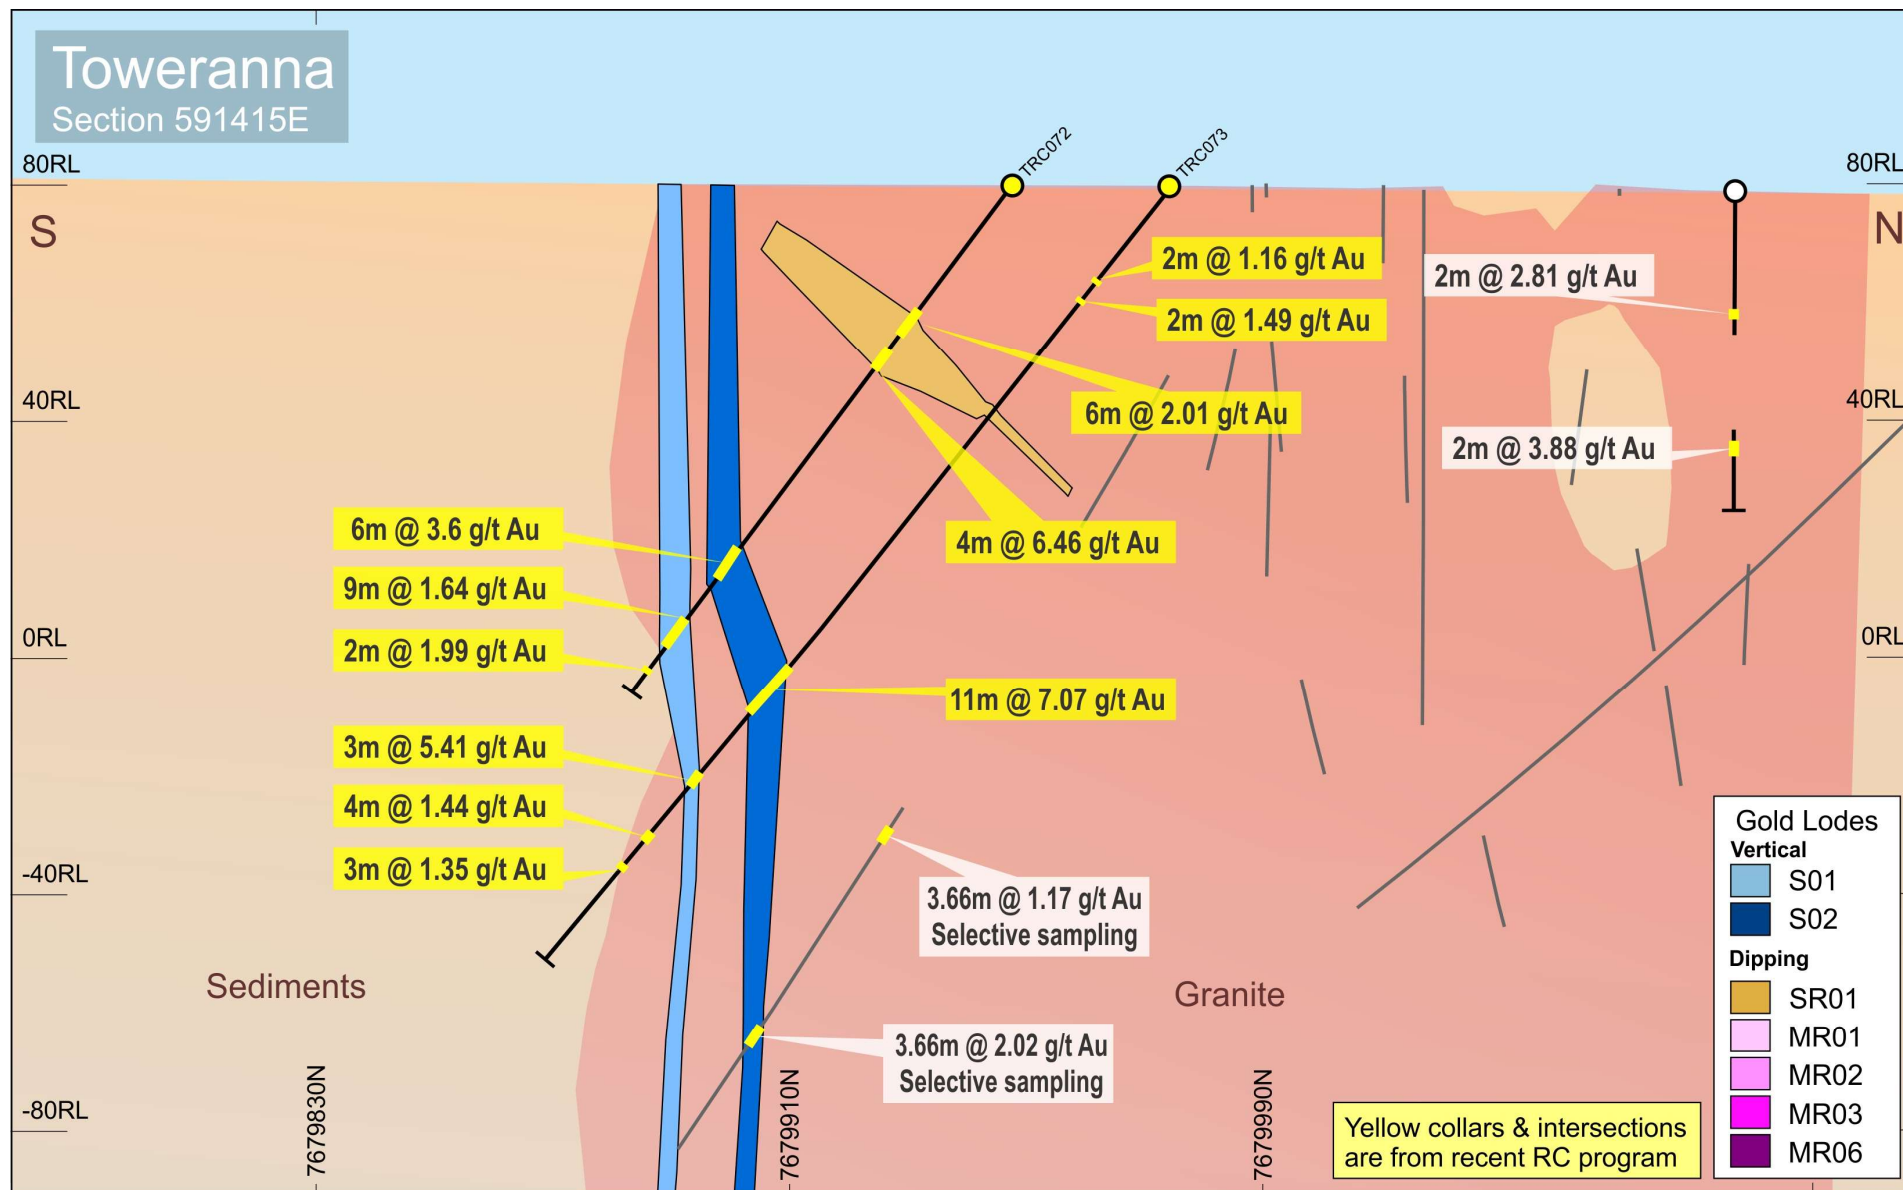 Toweranna
Section 591415E
TRC072
TRC073
80RL
80RL
S
N
2m @ 1.16 g/t Au
2m @ 2.81 g/t Au
2m @ 1.49 g/t Au
40RL
40RL
6m @ 2.01 g/t Au
2m @ 3.88 g/t Au
6m @ 3.6 g/t Au
4m @ 6.46 g/t Au
9m @ 1.64 g/t Au
0RL
0RL
2m @ 1.99 g/t Au
11m @ 7.07 g/t Au
3m @ 5.41 g/t Au
4m @ 1.44 g/t Au
-40RL
3m @ 1.35 g/t Au
3.66m @ 1.17 g/t Au
Selective sampling
Sediments
Granite
3.66m @ 2.02 g/t Au
Selective sampling
-80RL
7679830N
7679910N
7679990N
Yellow collars & intersections
are from recent RC program
Gold Lodes
Vertical
S01
S02
Dipping
SR01
MR01
MR02
MR03
MR06